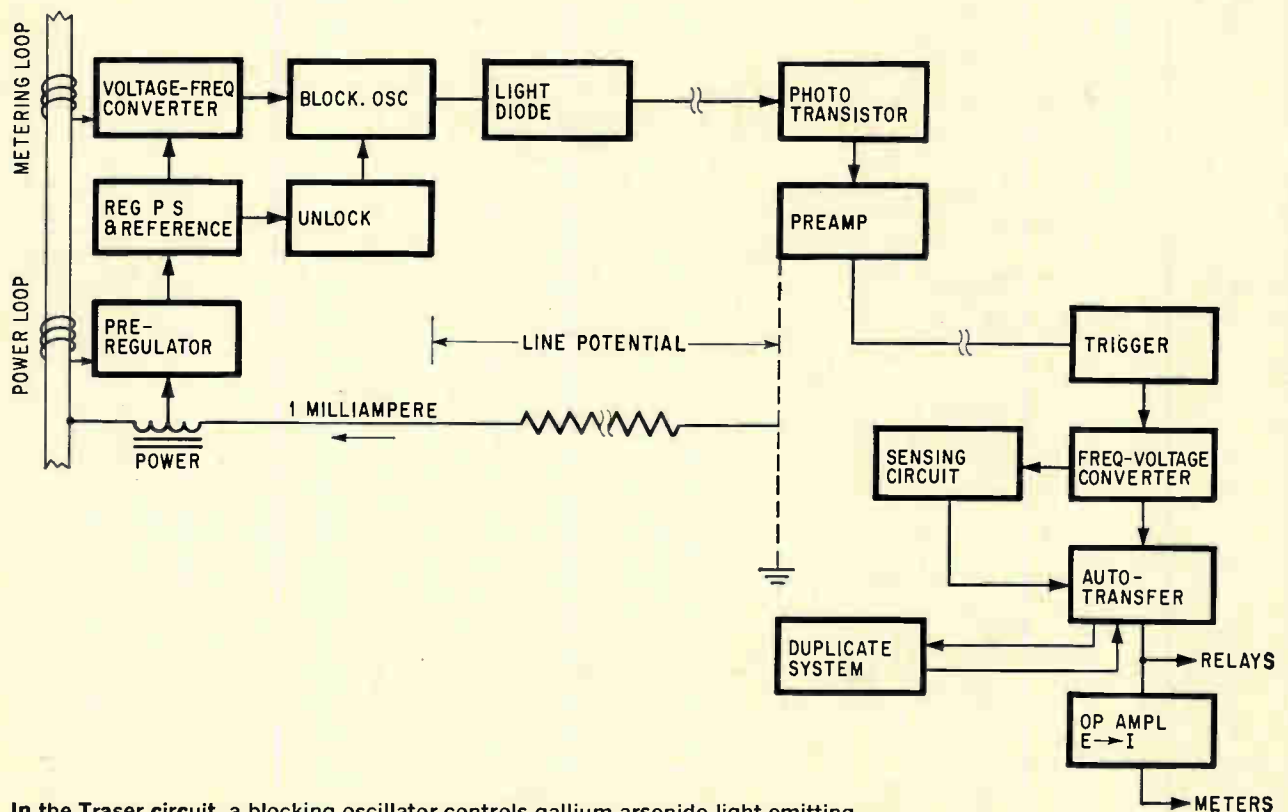 METERING LOOP
VOLTAGE-FREQ
CONVERTER
BLOCK. OSC
LIGHT
DIODE
PHOTO
TRANSISTOR
REG P S
& REFERENCE
UNLOCK
PREAMP
POWER LOOP
PRE-
REGULATOR
LINE POTENTIAL
TRIGGER
1 MILLIAMPERE
POWER
SENSING
CIRCUIT
FREQ-VOLTAGE
CONVERTER
AUTO-
TRANSFER
DUPLICATE
SYSTEM
RELAYS
OP AMPL
E→I
METERS
In the Traser circuit, a blocking oscillator controls gallium arsenide light emitting